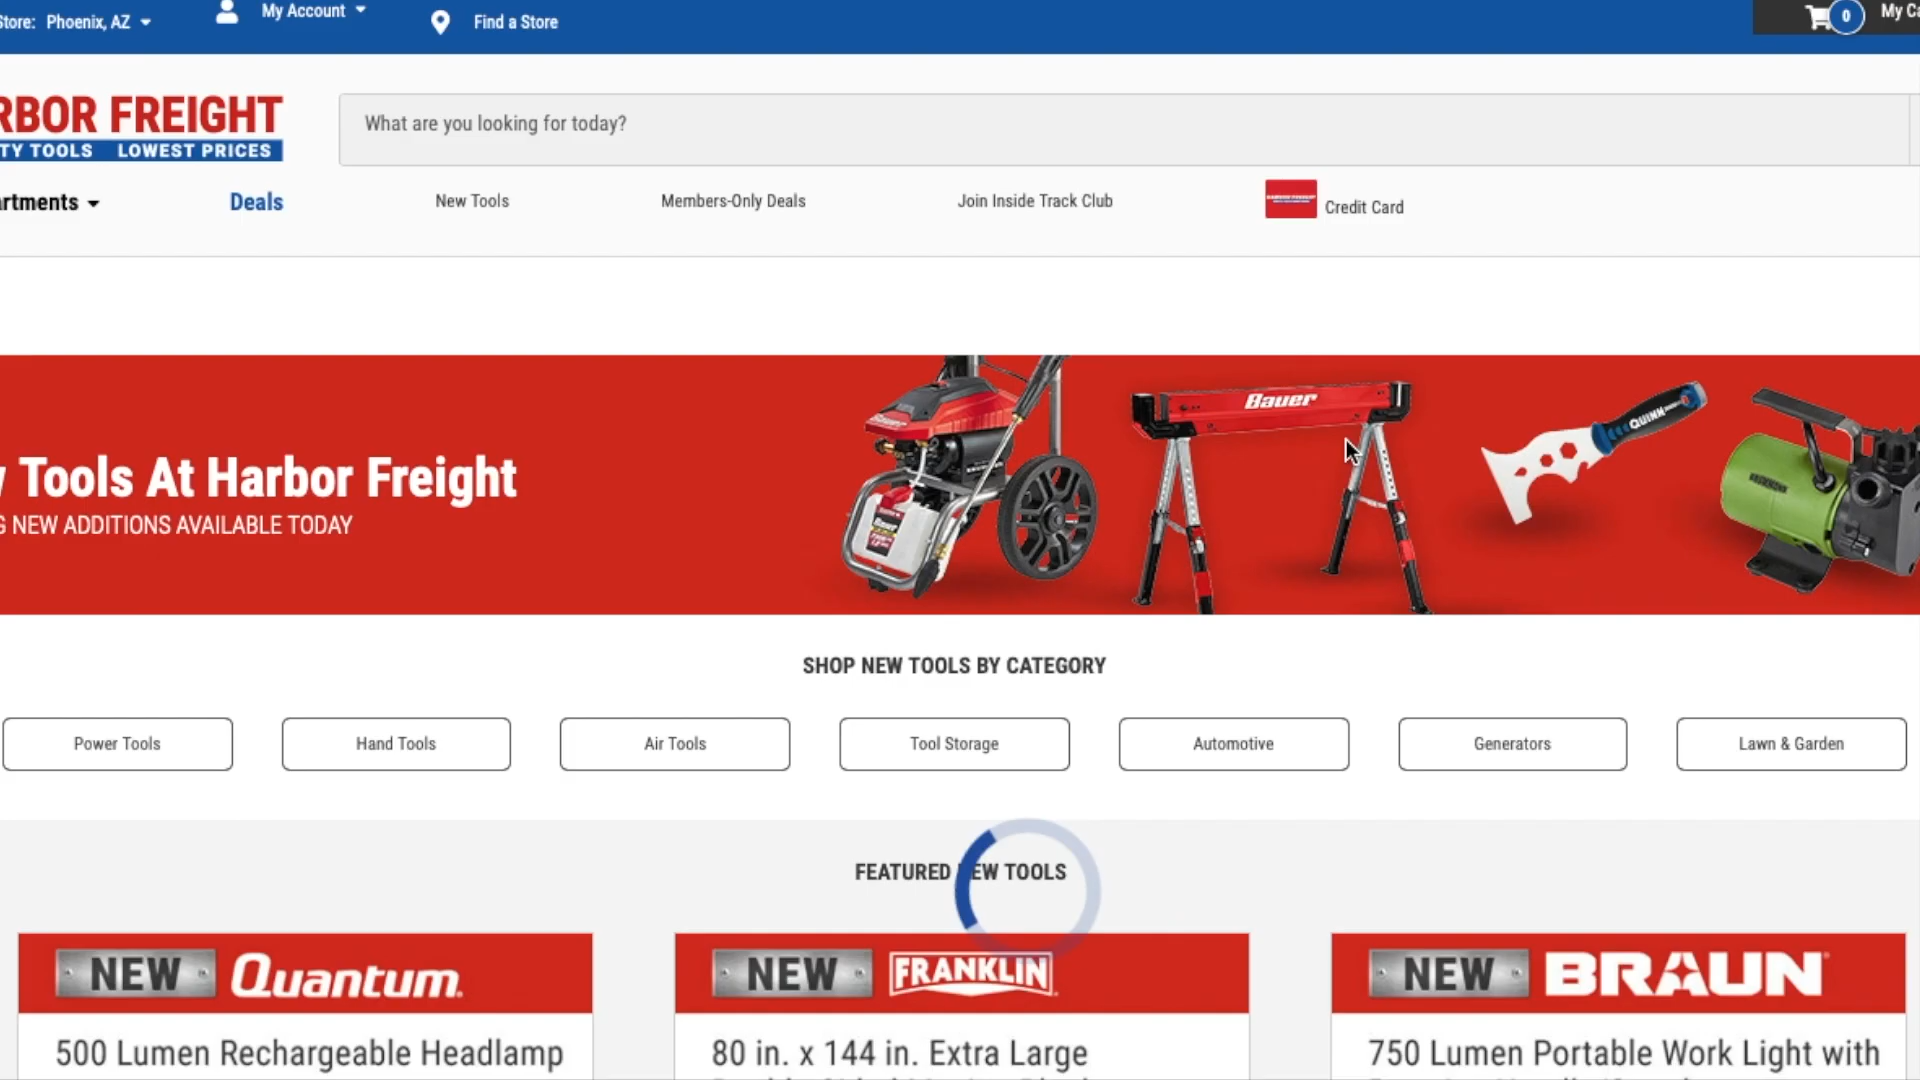 Store: Phoenix, AZ
My Account
Find a Store
0
My Ca
RBOR FREIGHT
TY TOOLS LOWEST PRICES
What are you looking for today?
artments
Deals
New Tools
Members-Only Deals
Join Inside Track Club
Credit Card
Bauer
QUINN
Tools At Harbor Freight
G NEW ADDITIONS AVAILABLE TODAY
SHOP NEW TOOLS BY CATEGORY
Power Tools
Hand Tools
Air Tools
Tool Storage
Automotive
Generators
Lawn & Garden
FEATURED NEW TOOLS
NEW Quantum.
NEW FRANKLIN
NEW BRAUN
500 Lumen Rechargeable Headlamp
80 in. x 144 in. Extra Large
750 Lumen Portable Work Light with